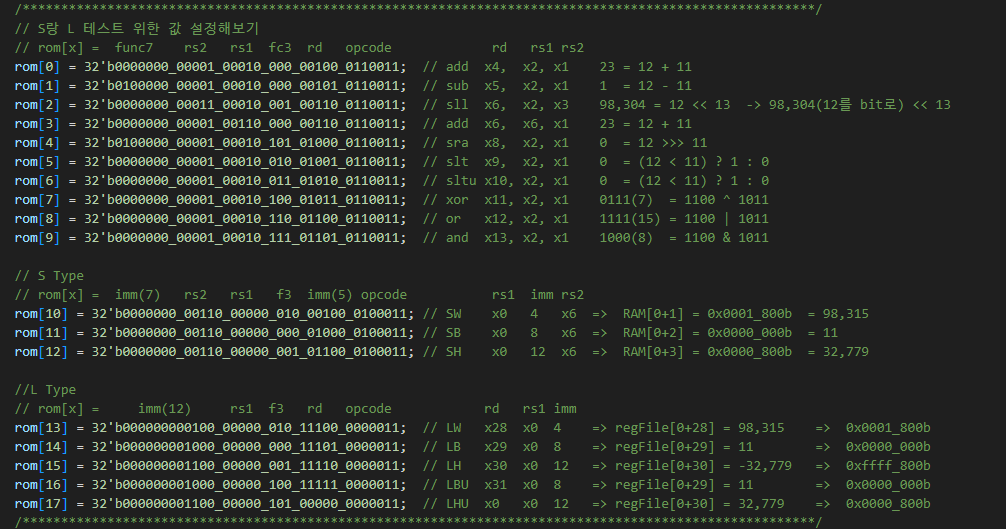 /*******************************************************************************************************/
// S랑 L 테스트 위한 값 설정해보기
// rom[x] =  func7    rs2   rs1  fc3  rd   opcode             rd   rs1 rs2
rom[0] = 32'b0000000_00001_00010_000_00100_0110011;  // add  x4,  x2, x1    23 = 12 + 11
rom[1] = 32'b0100000_00001_00010_000_00101_0110011;  // sub  x5,  x2, x1    1  = 12 - 11
rom[2] = 32'b0000000_00011_00010_001_00110_0110011;  // sll  x6,  x2, x3    98,304 = 12 << 13  -> 98,304(12를 bit로) << 13
rom[3] = 32'b0000000_00001_00110_000_00110_0110011;  // add  x6,  x6, x1    23 = 12 + 11
rom[4] = 32'b0100000_00001_00010_101_01000_0110011;  // sra  x8,  x2, x1    0  = 12 >>> 11
rom[5] = 32'b0000000_00001_00010_010_01001_0110011;  // slt  x9,  x2, x1    0  = (12 < 11) ? 1 : 0
rom[6] = 32'b0000000_00001_00010_011_01010_0110011;  // sltu x10, x2, x1    0  = (12 < 11) ? 1 : 0
rom[7] = 32'b0000000_00001_00010_100_01011_0110011;  // xor  x11, x2, x1    0111(7)  = 1100 ^ 1011
rom[8] = 32'b0000000_00001_00010_110_01100_0110011;  // or   x12, x2, x1    1111(15) = 1100 | 1011
rom[9] = 32'b0000000_00001_00010_111_01101_0110011;  // and  x13, x2, x1    1000(8)  = 1100 & 1011
// S Type
// rom[x] =  imm(7)   rs2   rs1   f3  imm(5) opcode           rs1  imm rs2
rom[10] = 32'b0000000_00110_00000_010_00100_0100011; // SW    x0   4   x6  =>  RAM[0+1] = 0x0001_800b  = 98,315
rom[11] = 32'b0000000_00110_00000_000_01000_0100011; // SB    x0   8   x6  =>  RAM[0+2] = 0x0000_000b  = 11
rom[12] = 32'b0000000_00110_00000_001_01100_0100011; // SH    x0   12  x6  =>  RAM[0+3] = 0x0000_800b  = 32,779
//L Type
// rom[x] =     imm(12)     rs1  f3   rd   opcode            rd   rs1 imm
rom[13] = 32'b000000000100_00000_010_11100_0000011; // LW   x28  x0  4   => regFile[0+28] = 98,315    =>  0x0001_800b
rom[14] = 32'b000000001000_00000_000_11101_0000011; // LB   x29  x0  8   => regFile[0+29] = 11        =>  0x0000_000b
rom[15] = 32'b000000001100_00000_001_11110_0000011; // LH   x30  x0  12  => regFile[0+30] = -32,779   =>  0xffff_800b
rom[16] = 32'b000000001000_00000_100_11111_0000011; // LBU  x31  x0  8   => regFile[0+29] = 11        =>  0x0000_000b
rom[17] = 32'b000000001100_00000_101_00000_0000011; // LHU  x0   x0  12  => regFile[0+30] = 32,779    =>  0x0000_800b
/*******************************************************************************************************/